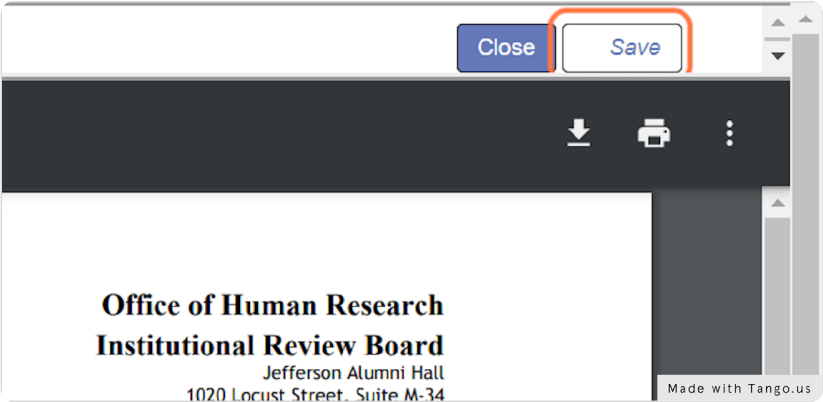 Close Save
Office of Human Research
Institutional Review Board
Jefferson Alumni Hall
1020 Locust Street, Suite M-34
Made with Tango.us